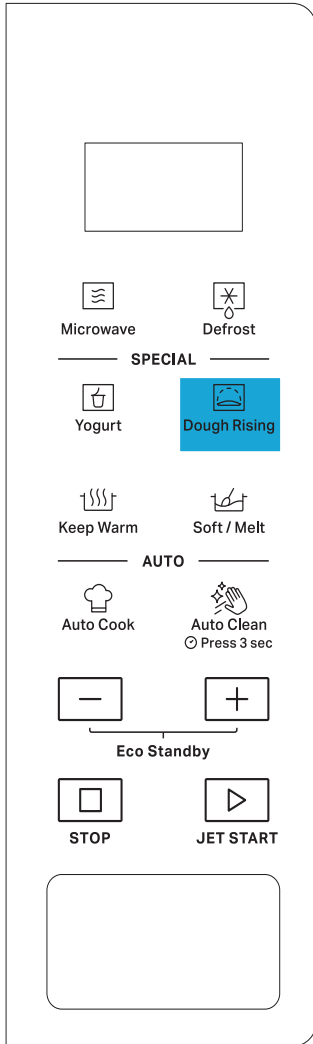 Microwave Defrost
SPECIAL
Yogurt Dough Rising
Keep Warm Soft / Melt
AUTO
Auto Cook Auto Clean
Press 3 sec
Eco Standby
STOP JET START